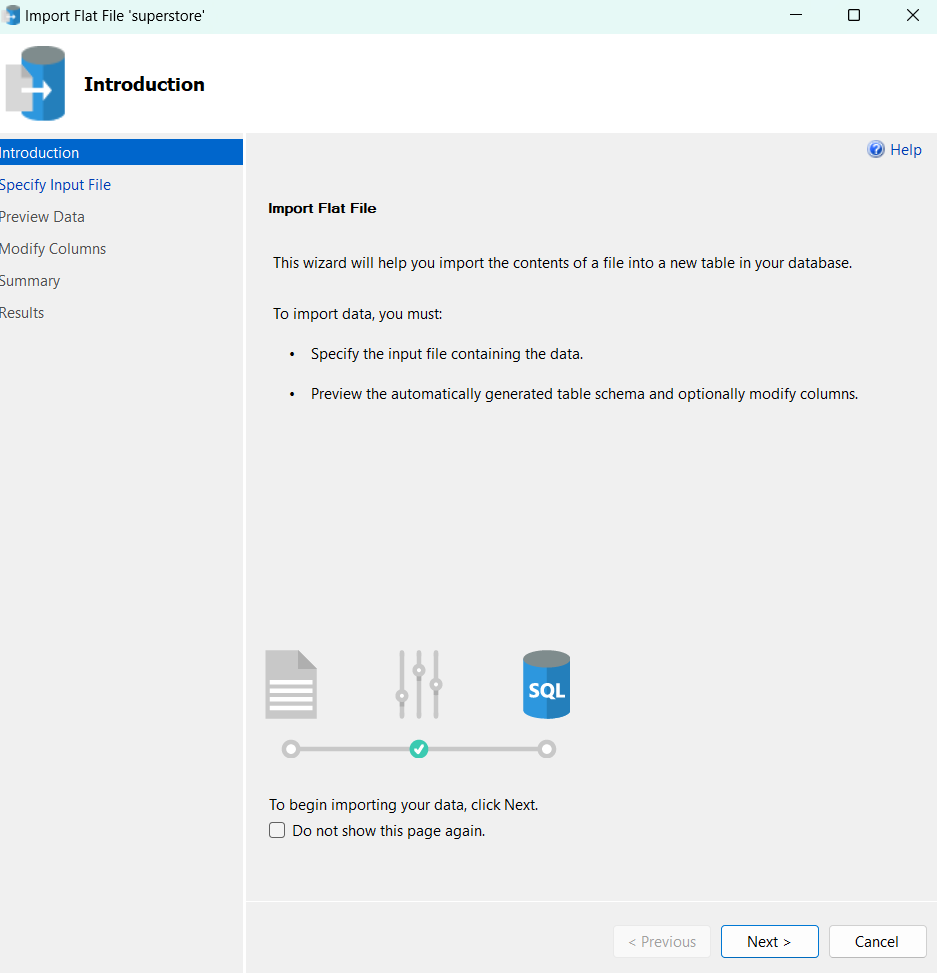 Import Flat File 'superstore'
Introduction
Introduction
Specify Input File
Preview Data
Modify Columns
Summary
Results
Help
Import Flat File
This wizard will help you import the contents of a file into a new table in your database.
To import data, you must:
• Specify the input file containing the data.
• Preview the automatically generated table schema and optionally modify columns.
SQL
To begin importing your data, click Next.
Do not show this page again.
< Previous
Next >
Cancel